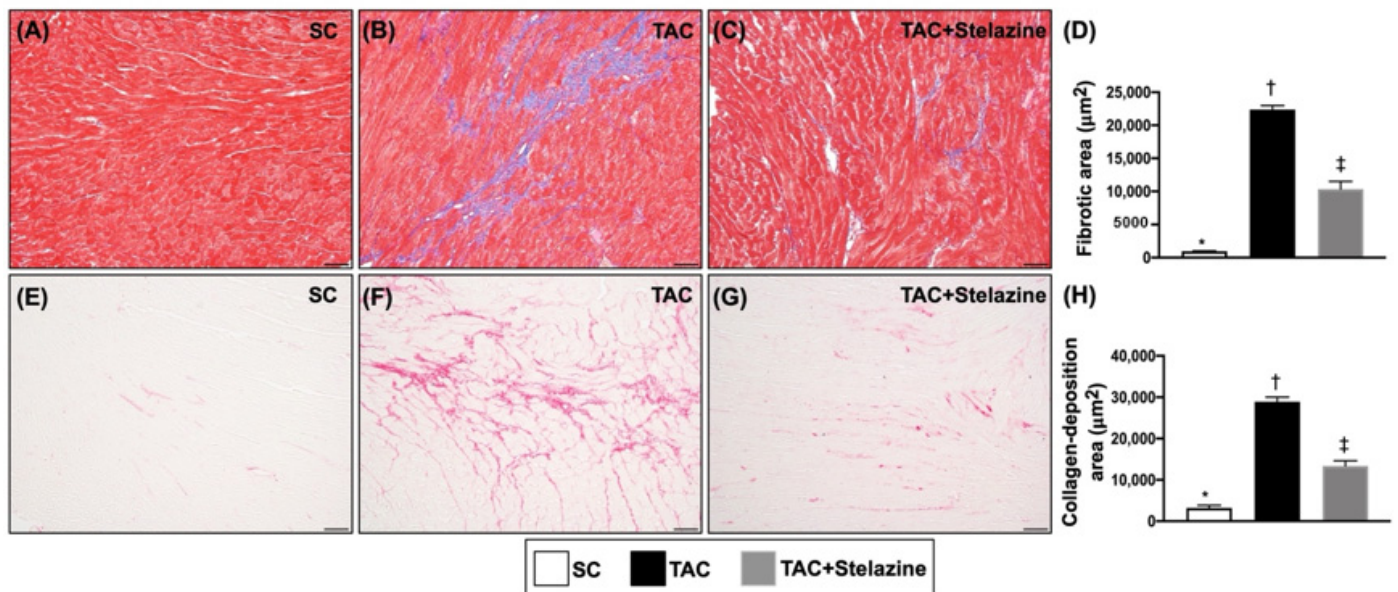 (A) SC
(B) TAC
(C) TAC+Stelazine
(D)
Fibrotic area (μm²)
25,000
20,000
15,000
10,000
5000
0
*
†
‡
(E) SC
(F) TAC
(G) TAC+Stelazine
(H)
Collagen-deposition
area (μm²)
40,000
30,000
20,000
10,000
0
*
†
‡
SC TAC TAC+Stelazine